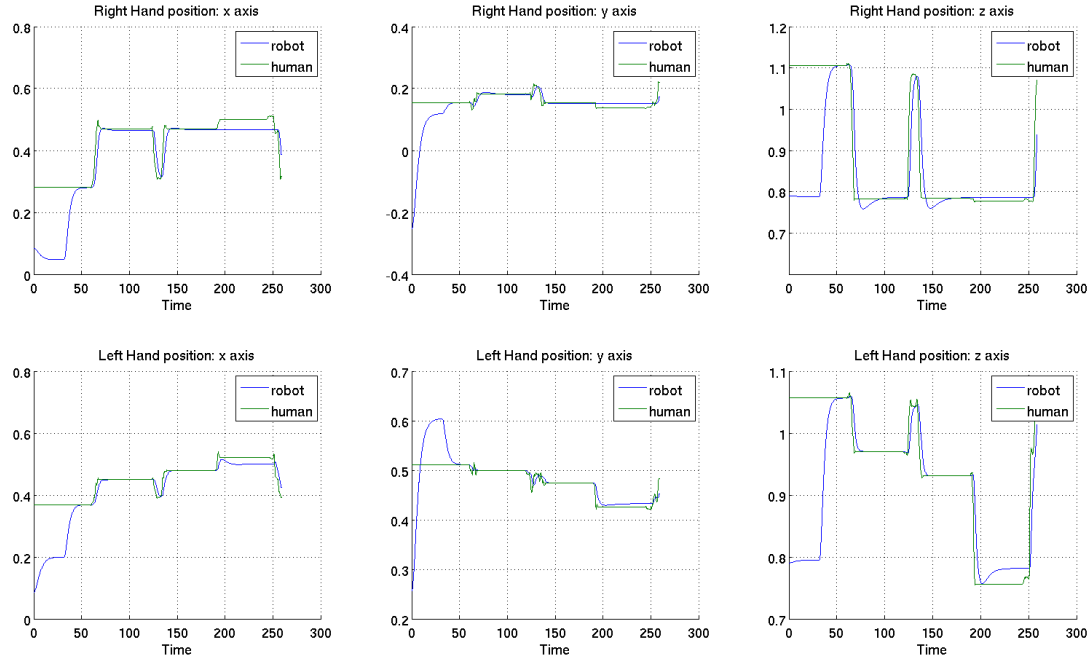 Right Hand position: x axis
0.8
0.6
0.4
0.2
0
0 50 100 150 200 250 300
Time
robot
human
Right Hand position: y axis
0.4
0.2
0
−0.2
−0.4
0 50 100 150 200 250 300
Time
robot
human
Right Hand position: z axis
1.2
1.1
1
0.9
0.8
0.7
0 50 100 150 200 250 300
Time
robot
human
Left Hand position: x axis
0.8
0.6
0.4
0.2
0
0 50 100 150 200 250 300
Time
robot
human
Left Hand position: y axis
0.7
0.6
0.5
0.4
0.3
0.2
0 50 100 150 200 250 300
Time
robot
human
Left Hand position: z axis
1.1
1
0.9
0.8
0.7
0 50 100 150 200 250 300
Time
robot
human